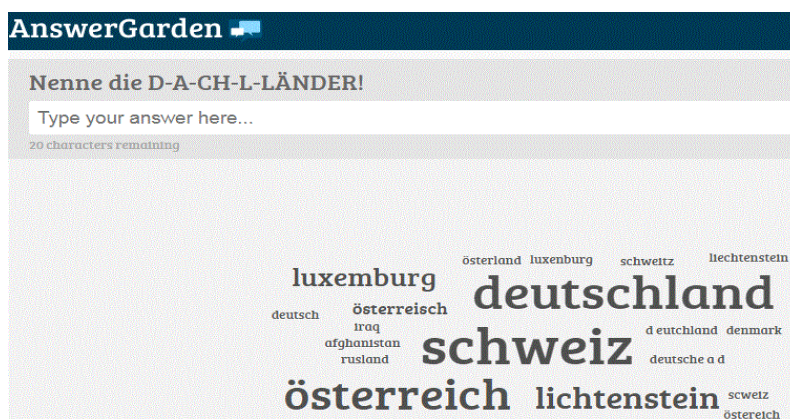 AnswerGarden
Nenne die D-A-CH-L-LÄNDER!
Type your answer here...
20 characters remaining
österland luxenburg schweitz liechtenstein
luxemburg deutschland
deutsch österreisch
iraq d eutchland denmark
afghanistan schweiz
rusland deutsche a d
österreich lichtenstein scweiz
östereich